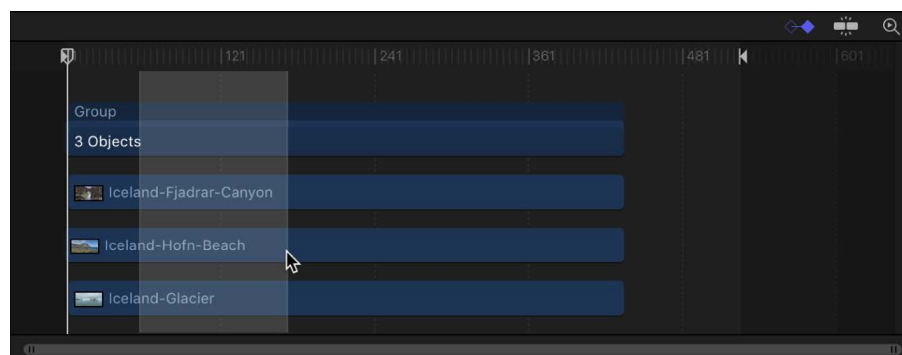 121 241 361 481 601
Group
3 Objects
Iceland-Fjadrar-Canyon
Iceland-Hofn-Beach
Iceland-Glacier